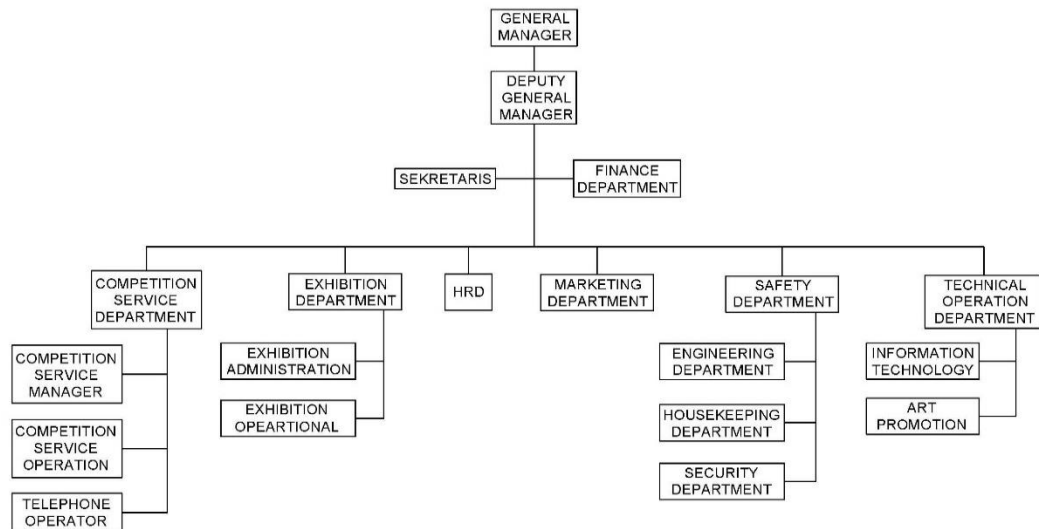 GENERAL
MANAGER
DEPUTY
GENERAL
MANAGER
SEKRETARIS
FINANCE
DEPARTMENT
COMPETITION
SERVICE
DEPARTMENT
EXHIBITION
DEPARTMENT
HRD
MARKETING
DEPARTMENT
SAFETY
DEPARTMENT
TECHNICAL
OPERATION
DEPARTMENT
COMPETITION
SERVICE
MANAGER
COMPETITION
SERVICE
OPERATION
TELEPHONE
OPERATOR
EXHIBITION
ADMINISTRATION
EXHIBITION
OPEARTIONAL
ENGINEERING
DEPARTMENT
HOUSEKEEPING
DEPARTMENT
SECURITY
DEPARTMENT
INFORMATION
TECHNOLOGY
ART
PROMOTION